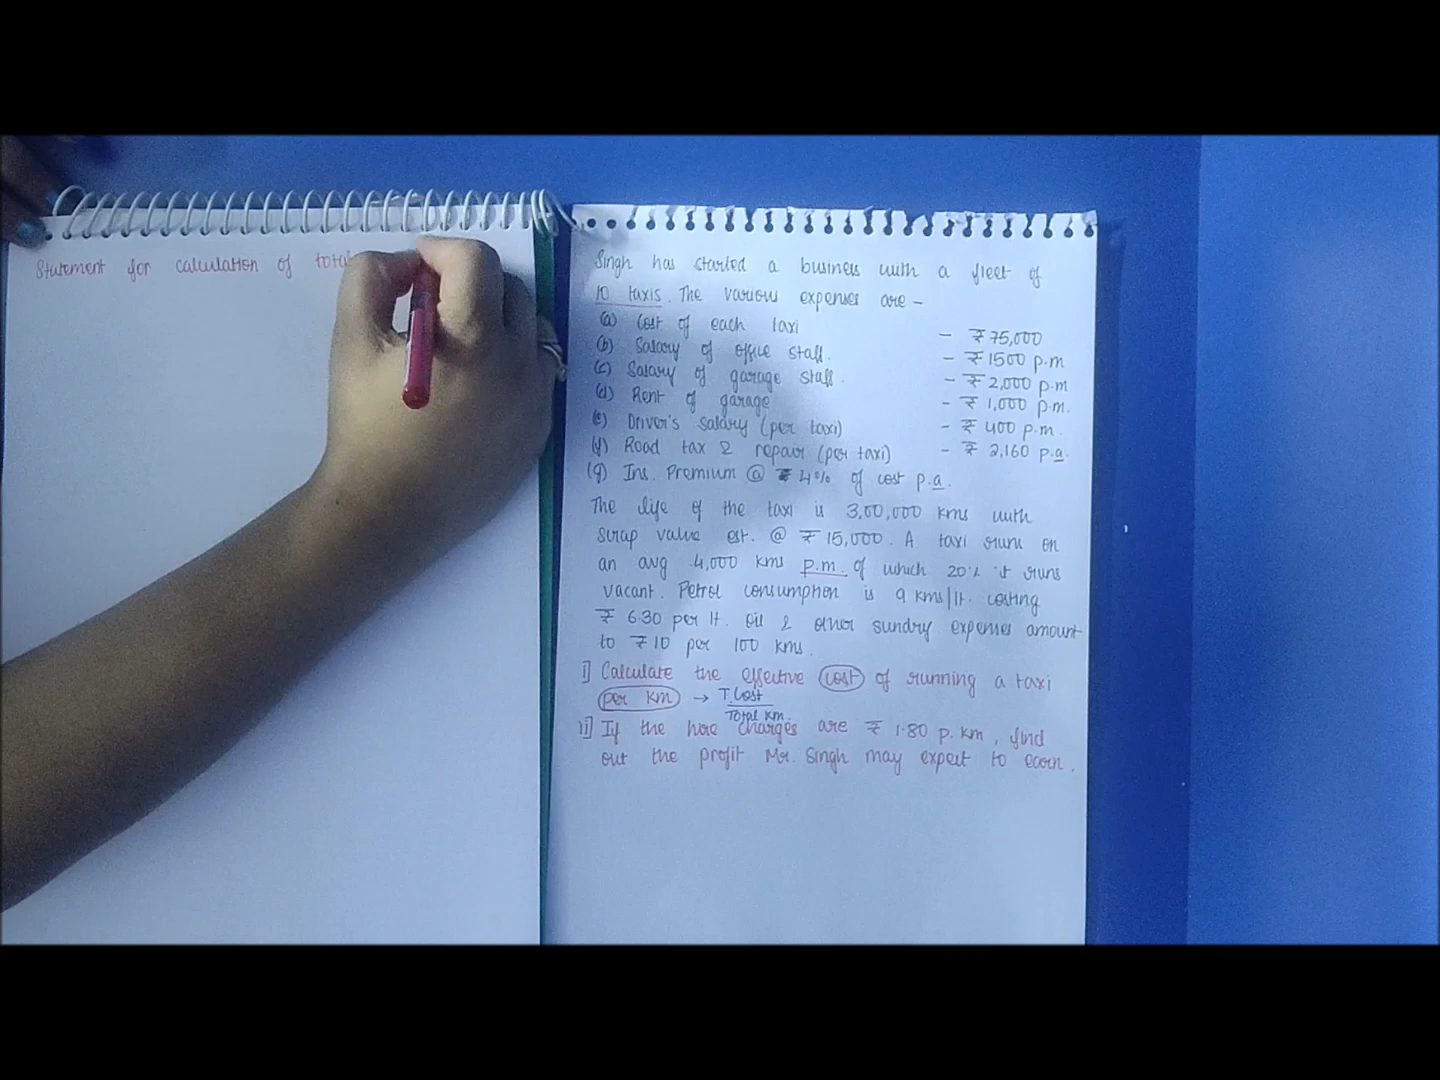 Statement for calculation of total
Singh has started a business with a fleet of
10 taxis. The various expenses are -
(a) Cost of each taxi - ₹ 75,000
(b) Salary of office staff. - ₹ 1500 p.m
(c) Salary of garage staff. - ₹ 2,000 p.m
(d) Rent of garage - ₹ 1,000 p.m.
(e) Driver's salary (per taxi) - ₹ 400 p.m.
(f) Road tax & repair (per taxi) - ₹ 2,160 p.a.
(g) Ins. Premium @ 4% of cost p.a.
The life of the taxi is 3,00,000 kms with
scrap value est. @ ₹ 15,000. A taxi runs on
an avg 4,000 kms p.m. of which 20% it runs
vacant. Petrol consumption is 9 kms/lt. costing
₹ 6.30 per lt. Oil & other sundry expenses amount
to ₹ 10 per 100 kms.
i] Calculate the effective cost of running a taxi
per km → T.Cost
Total km.
ii] If the hire charges are ₹ 1.80 p. km, find
out the profit Mr. Singh may expect to earn.